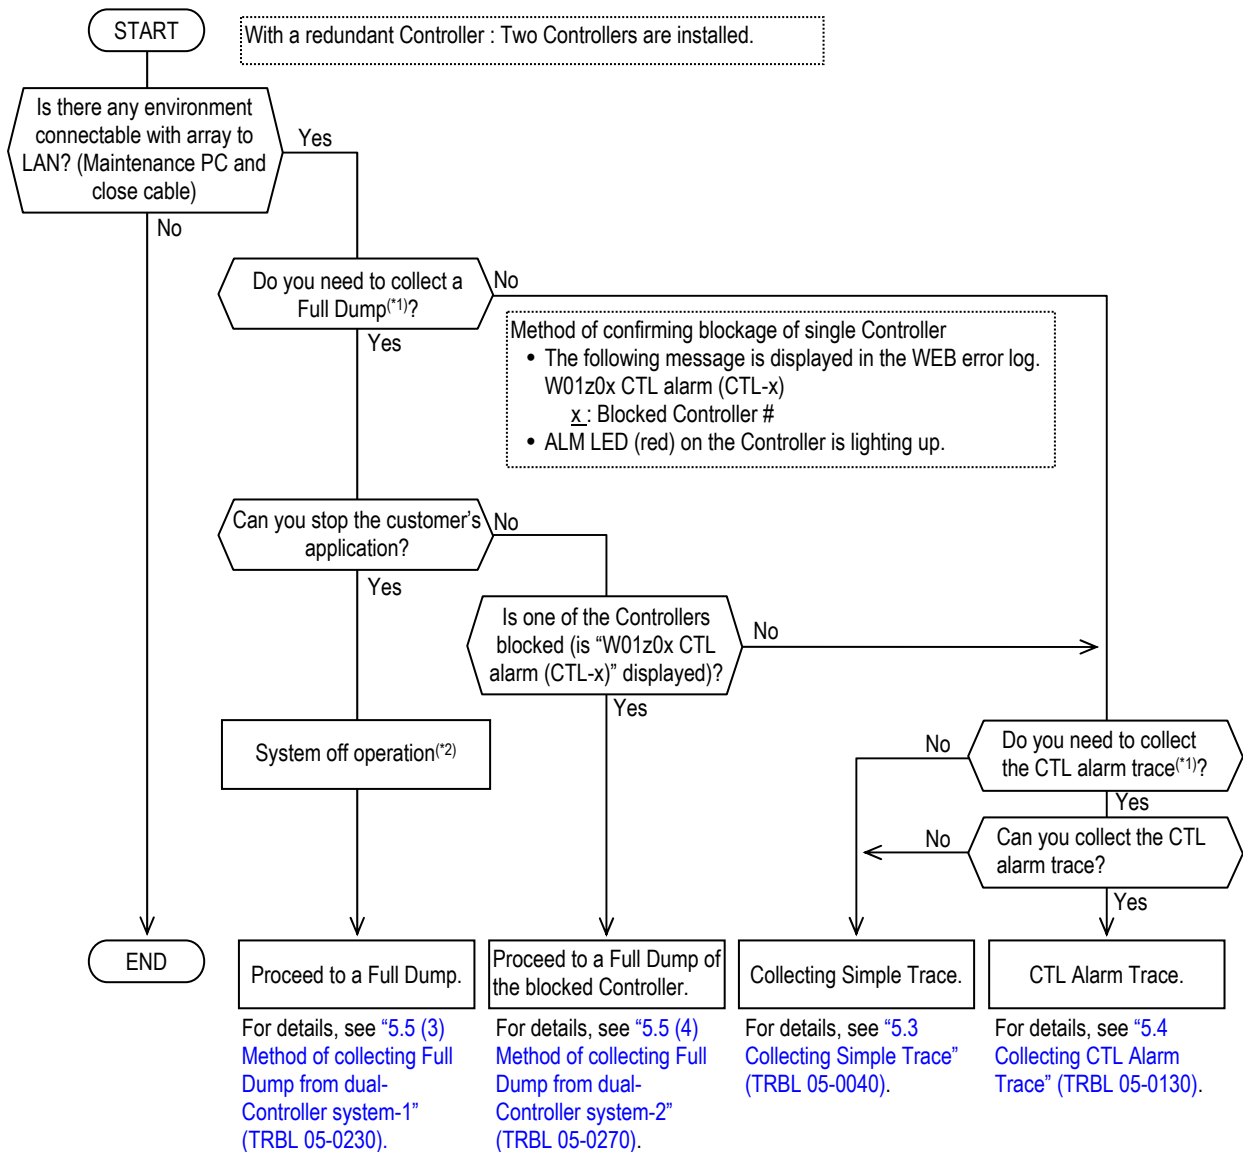 START
With a redundant Controller : Two Controllers are installed.
Is there any environment
connectable with array to
LAN? (Maintenance PC and
close cable)
Yes
No
Do you need to collect a
Full Dump(*1)?
No
Yes
Method of confirming blockage of single Controller
• The following message is displayed in the WEB error log.
W01z0x CTL alarm (CTL-x)
x : Blocked Controller #
• ALM LED (red) on the Controller is lighting up.
Can you stop the customer's
application?
No
Yes
Is one of the Controllers
blocked (is “W01z0x CTL
alarm (CTL-x)” displayed)?
No
Yes
System off operation(*2)
Do you need to collect
the CTL alarm trace(*1)?
No
Yes
Can you collect the CTL
alarm trace?
No
Yes
END
Proceed to a Full Dump.
For details, see “5.5 (3)
Method of collecting Full
Dump from dual-
Controller system-1”
(TRBL 05-0230).
Proceed to a Full Dump of
the blocked Controller.
For details, see “5.5 (4)
Method of collecting Full
Dump from dual-
Controller system-2”
(TRBL 05-0270).
Collecting Simple Trace.
For details, see “5.3
Collecting Simple Trace”
(TRBL 05-0040).
CTL Alarm Trace.
For details, see “5.4
Collecting CTL Alarm
Trace” (TRBL 05-0130).